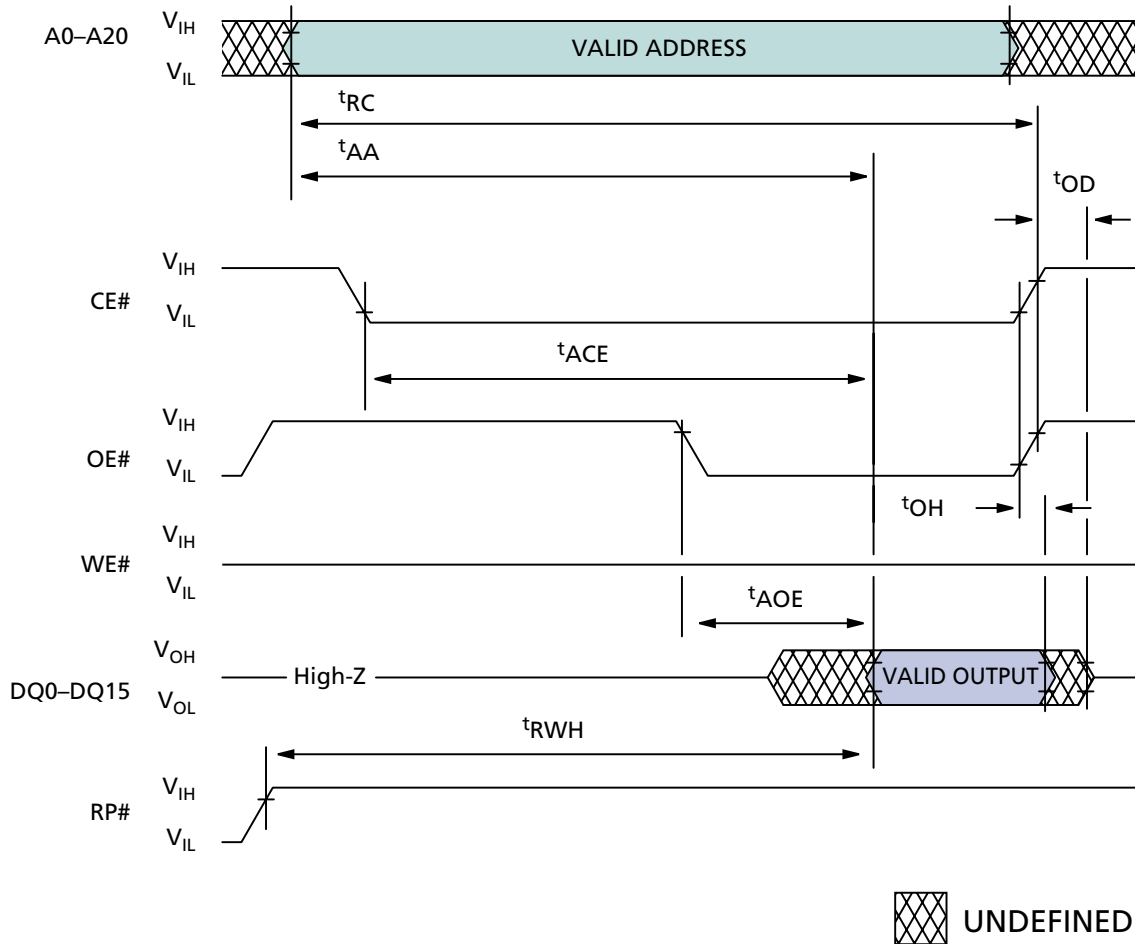 A0–A20
VIH
VIL
VALID ADDRESS
tRC
tAA
tOD
CE#
VIH
VIL
tACE
OE#
VIH
VIL
tOH
WE#
VIH
VIL
tAOE
DQ0–DQ15
VOH
VOL
High-Z
VALID OUTPUT
tRWH
RP#
VIH
VIL
UNDEFINED